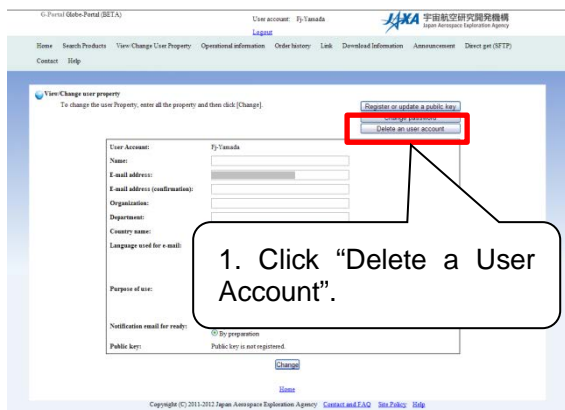 G-Portal Globe-Portal (BETA)
User account: Fj-Yamada
Logout
JAXA 宇宙航空研究開発機構
Japan Aerospace Exploration Agency
Home Search Products View/Change User Property Operational information Order history Link Download Information Announcement Direct get (SFTP)
Contact Help
View/Change user property
To change the user Property, enter all the property and then click [Change].
Register or update a public key
Change password
Delete an user account
User Account: Fj-Yamada
Name:
E-mail address:
E-mail address (confirmation):
Organization:
Department:
Country name:
Language used for e-mail:
1. Click “Delete a User
Account”.
Purpose of use:
Notification email for ready:
By preparation
Public key: Public key is not registered.
Change
Home
Copyright (C) 2011-2012 Japan Aerospace Exploration Agency Contact and FAQ Site Policy Help